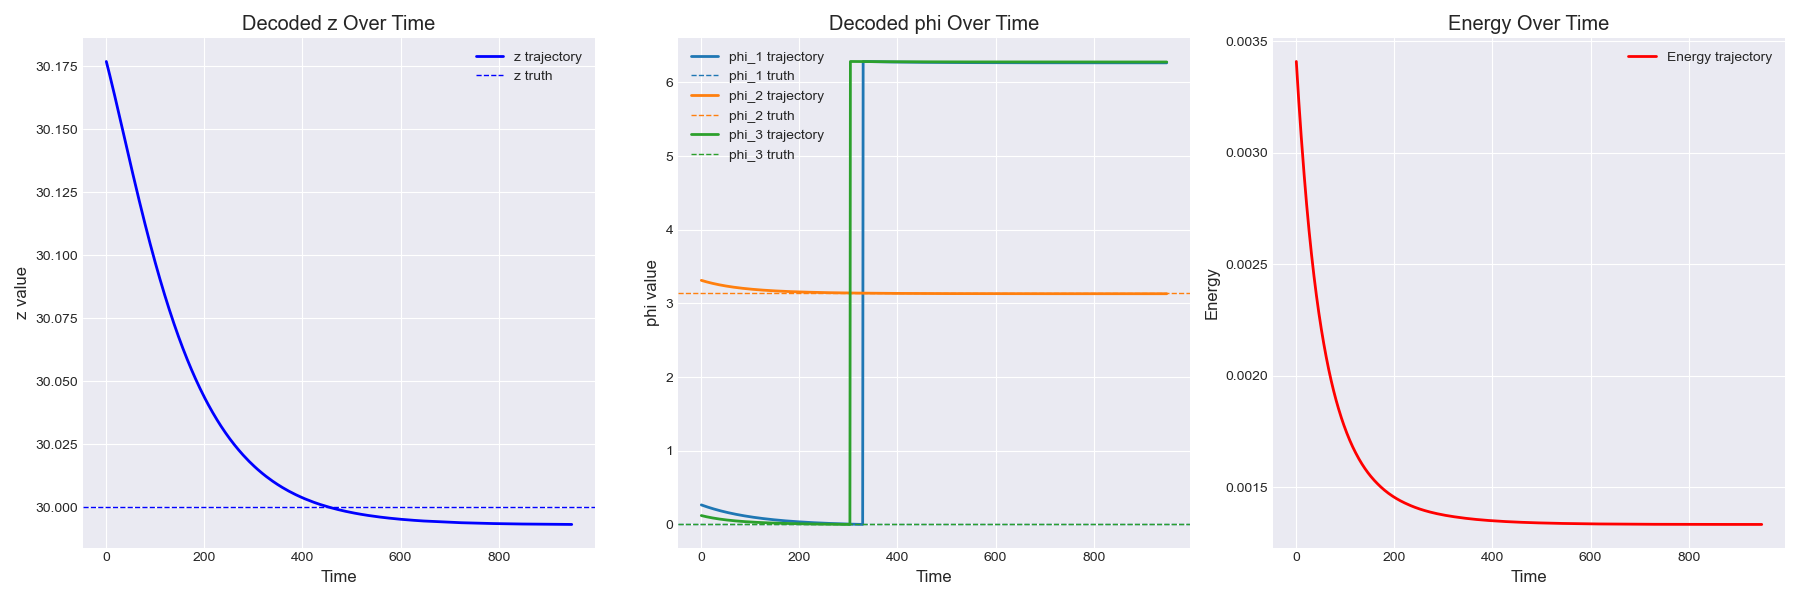 Decoded z Over Time
z trajectory
z truth
30.175
30.150
30.125
30.100
30.075
30.050
30.025
30.000
z value
0 200 400 600 800
Time
Decoded phi Over Time
phi_1 trajectory
phi_1 truth
phi_2 trajectory
phi_2 truth
phi_3 trajectory
phi_3 truth
6
5
4
3
2
1
0
phi value
0 200 400 600 800
Time
Energy Over Time
Energy trajectory
0.0035
0.0030
0.0025
0.0020
0.0015
Energy
0 200 400 600 800
Time